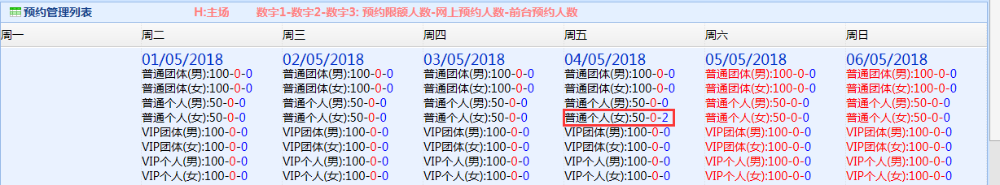 预约管理列表 H:主场 数字1-数字2-数字3: 预约限额人数-网上预约人数-前台预约人数
周一 周二 周三 周四 周五 周六 周日
01/05/2018 02/05/2018 03/05/2018 04/05/2018 05/05/2018 06/05/2018
普通团体(男):100-0-0 普通团体(男):100-0-0 普通团体(男):100-0-0 普通团体(男):100-0-0 普通团体(男):100-0-0 普通团体(男):100-0-0
普通团体(女):100-0-0 普通团体(女):100-0-0 普通团体(女):100-0-0 普通团体(女):100-0-0 普通团体(女):100-0-0 普通团体(女):100-0-0
普通个人(男):50-0-0 普通个人(男):50-0-0 普通个人(男):50-0-0 普通个人(男):50-0-0 普通个人(男):50-0-0 普通个人(男):50-0-0
普通个人(女):50-0-0 普通个人(女):50-0-0 普通个人(女):50-0-0 普通个人(女):50-0-2 普通个人(女):50-0-0 普通个人(女):50-0-0
VIP团体(男):100-0-0 VIP团体(男):100-0-0 VIP团体(男):100-0-0 VIP团体(男):100-0-0 VIP团体(男):100-0-0 VIP团体(男):100-0-0
VIP团体(女):100-0-0 VIP团体(女):100-0-0 VIP团体(女):100-0-0 VIP团体(女):100-0-0 VIP团体(女):100-0-0 VIP团体(女):100-0-0
VIP个人(男):100-0-0 VIP个人(男):100-0-0 VIP个人(男):100-0-0 VIP个人(男):100-0-0 VIP个人(男):100-0-0 VIP个人(男):100-0-0
VIP个人(女):100-0-0 VIP个人(女):100-0-0 VIP个人(女):100-0-0 VIP个人(女):100-0-0 VIP个人(女):100-0-0 VIP个人(女):100-0-0